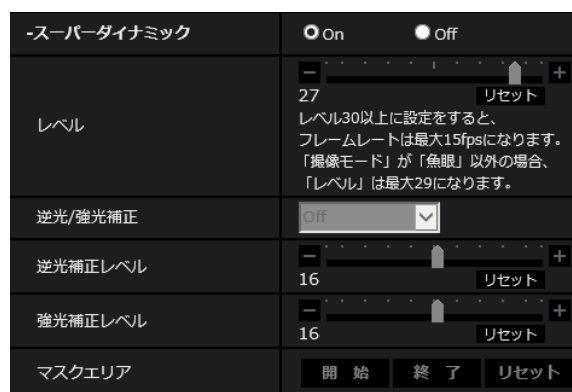 -スーパーダイナミック On Off
レベル
27 リセット
レベル30以上に設定をすると、
フレームレートは最大15fpsになります。
「撮像モード」が「魚眼」以外の場合、
「レベル」は最大29になります。
逆光/強光補正 Off
逆光補正レベル
16 リセット
強光補正レベル
16 リセット
マスクエリア 開 始 終 了 リセット